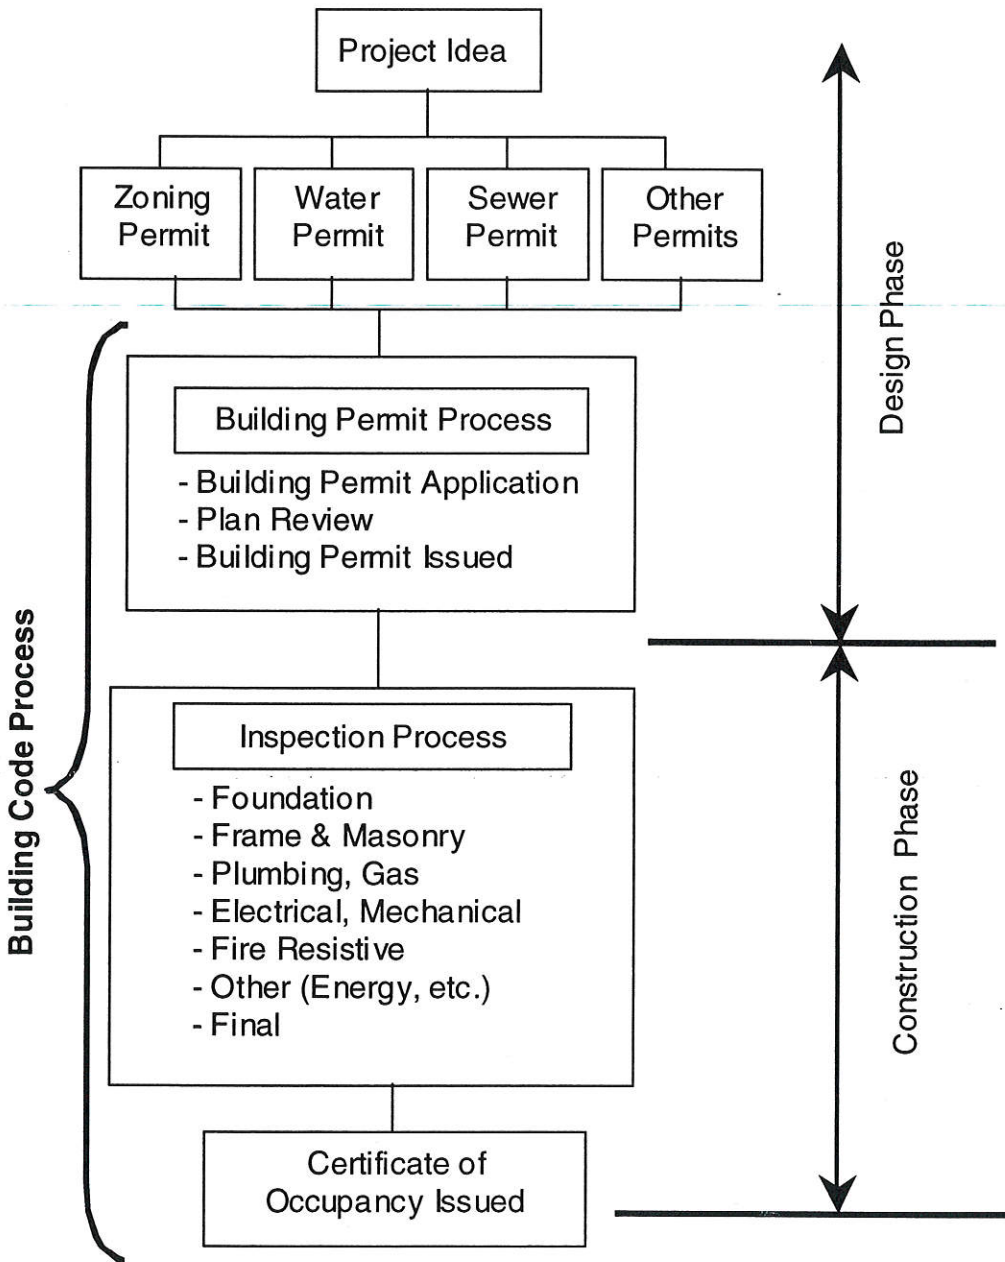 Project Idea
Zoning
Permit
Water
Permit
Sewer
Permit
Other
Permits
Building Permit Process
- Building Permit Application
- Plan Review
- Building Permit Issued
Inspection Process
- Foundation
- Frame & Masonry
- Plumbing, Gas
- Electrical, Mechanical
- Fire Resistive
- Other (Energy, etc.)
- Final
Certificate of
Occupancy Issued
Building Code Process
Design Phase
Construction Phase